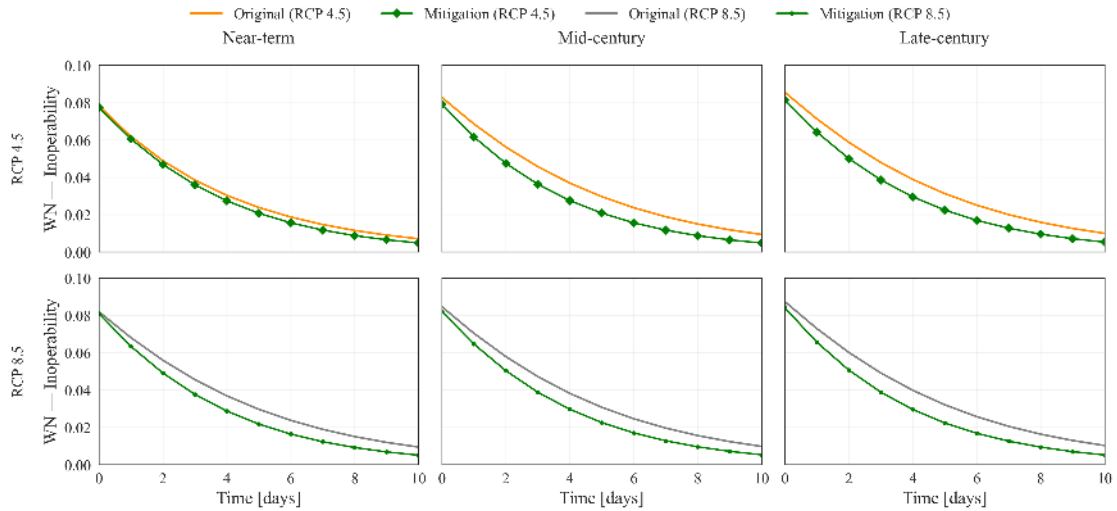 Original (RCP 4.5) Mitigation (RCP 4.5) Original (RCP 8.5) Mitigation (RCP 8.5)
Near-term Mid-century Late-century
RCP 4.5
WN — Inoperability
0.10
0.08
0.06
0.04
0.02
0.00
RCP 8.5
WN — Inoperability
0.10
0.08
0.06
0.04
0.02
0.00
0 2 4 6 8 10 0 2 4 6 8 10 0 2 4 6 8 10
Time [days] Time [days] Time [days]